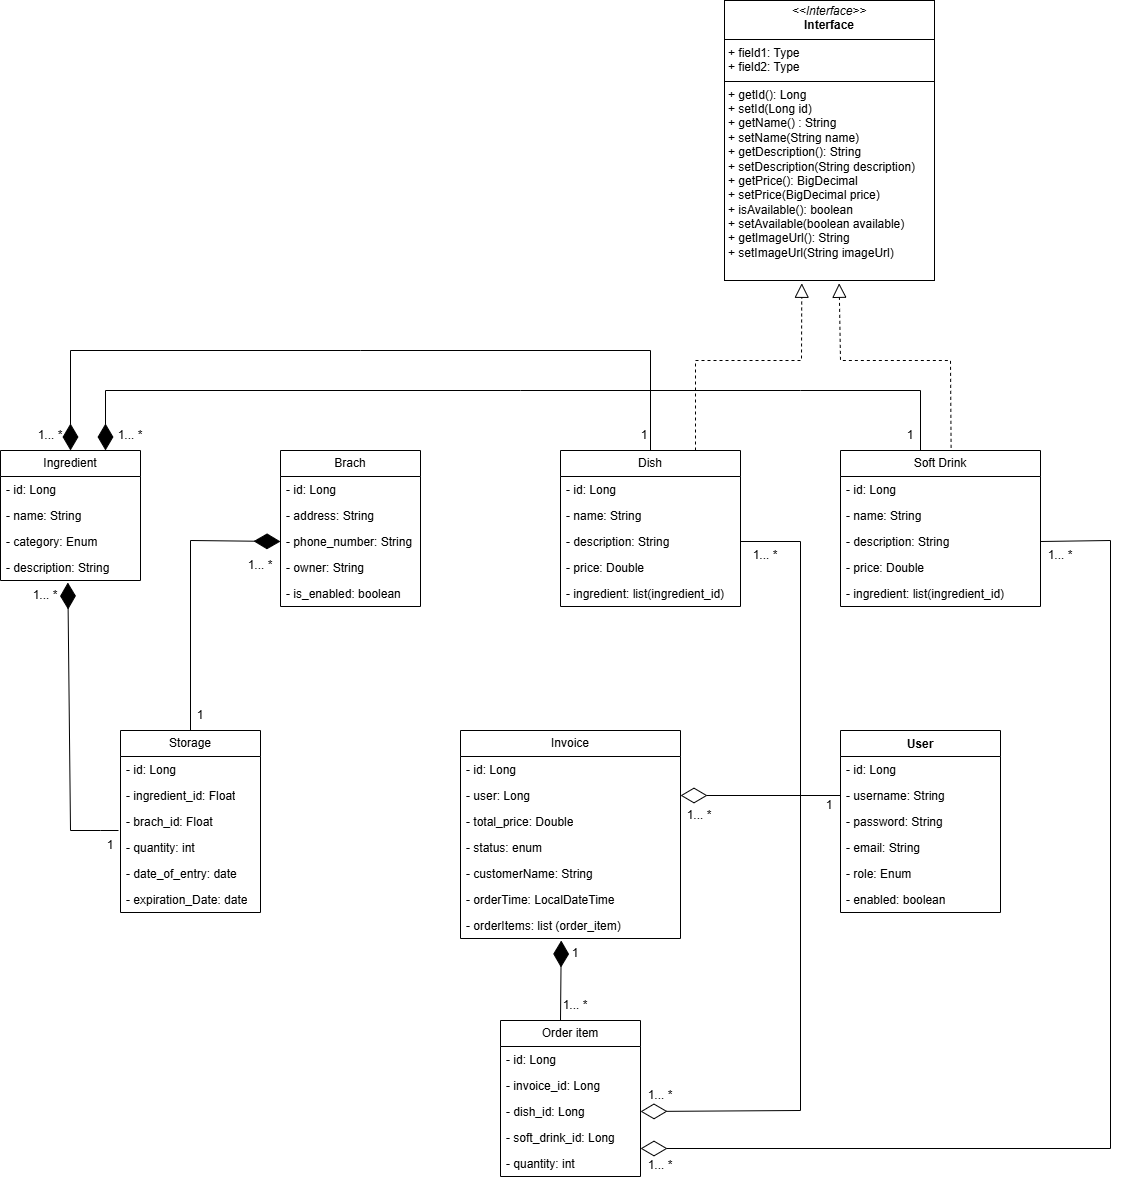 <<Interface>>
Interface
+ field1: Type
+ field2: Type
+ getId(): Long
+ setId(Long id)
+ getName() : String
+ setName(String name)
+ getDescription(): String
+ setDescription(String description)
+ getPrice(): BigDecimal
+ setPrice(BigDecimal price)
+ isAvailable(): boolean
+ setAvailable(boolean available)
+ getImageUrl(): String
+ setImageUrl(String imageUrl)
1... *
1... *
1
1
Ingredient
- id: Long
- name: String
- category: Enum
- description: String
1... *
Brach
- id: Long
- address: String
- phone_number: String
- owner: String
- is_enabled: boolean
1... *
Dish
- id: Long
- name: String
- description: String
- price: Double
- ingredient: list(ingredient_id)
1... *
Soft Drink
- id: Long
- name: String
- description: String
- price: Double
- ingredient: list(ingredient_id)
1... *
1
1
Storage
- id: Long
- ingredient_id: Float
- brach_id: Float
- quantity: int
- date_of_entry: date
- expiration_Date: date
Invoice
- id: Long
- user: Long
- total_price: Double
- status: enum
- customerName: String
- orderTime: LocalDateTime
- orderItems: list (order_item)
1... *
1
User
- id: Long
- username: String
- password: String
- email: String
- role: Enum
- enabled: boolean
1
1... *
Order item
- id: Long
- invoice_id: Long
- dish_id: Long
- soft_drink_id: Long
- quantity: int
1... *
1... *